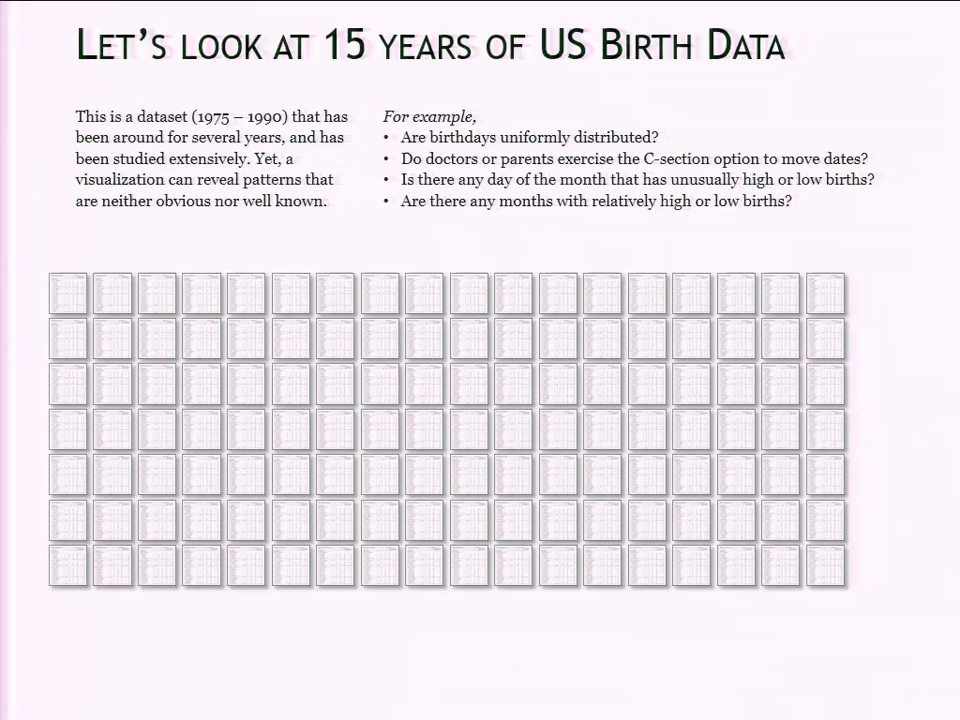 LET'S LOOK AT 15 YEARS OF US BIRTH DATA
This is a dataset (1975 – 1990) that has
been around for several years, and has
been studied extensively. Yet, a
visualization can reveal patterns that
are neither obvious nor well known.
For example,
• Are birthdays uniformly distributed?
• Do doctors or parents exercise the C-section option to move dates?
• Is there any day of the month that has unusually high or low births?
• Are there any months with relatively high or low births?